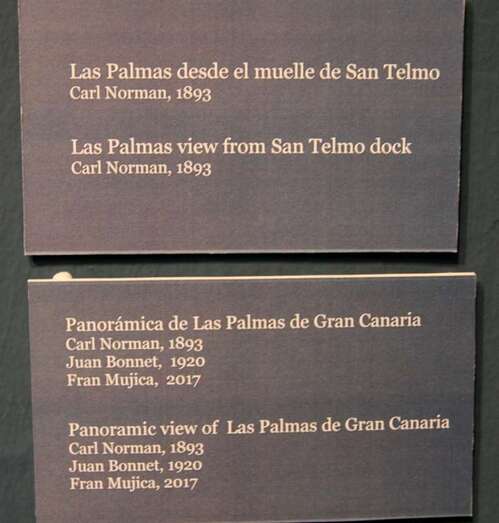 Las Palmas desde el muelle de San Telmo
Carl Norman, 1893
Las Palmas view from San Telmo dock
Carl Norman, 1893
Panorámica de Las Palmas de Gran Canaria
Carl Norman, 1893
Juan Bonnet, 1920
Fran Mujica, 2017
Panoramic view of Las Palmas de Gran Canaria
Carl Norman, 1893
Juan Bonnet, 1920
Fran Mujica, 2017